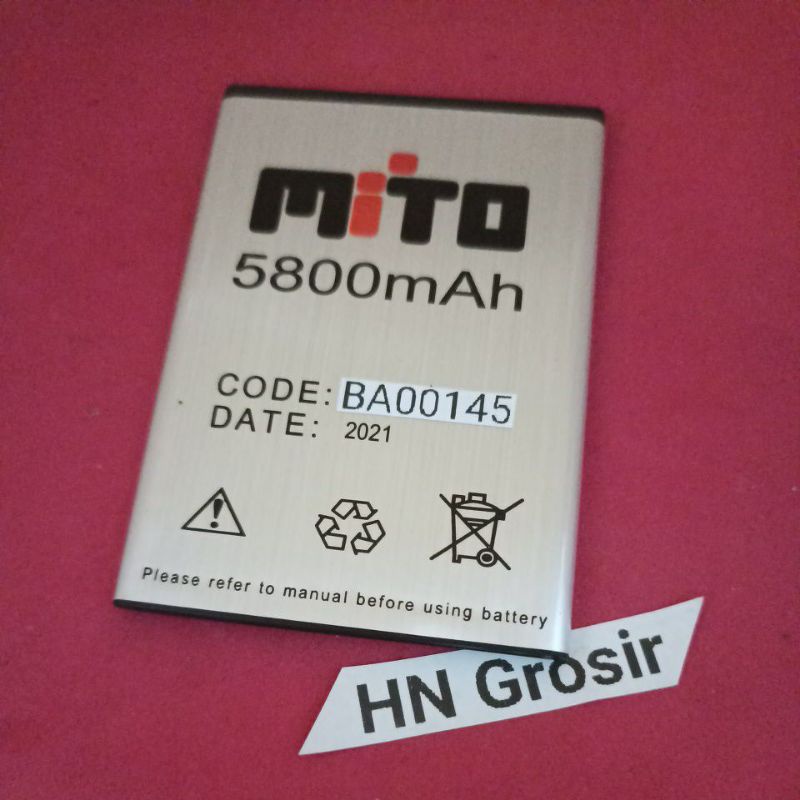 MiTO
5800mAh
CODE: BA00145
DATE: 2021
Please refer to manual before using battery
HN Grosir